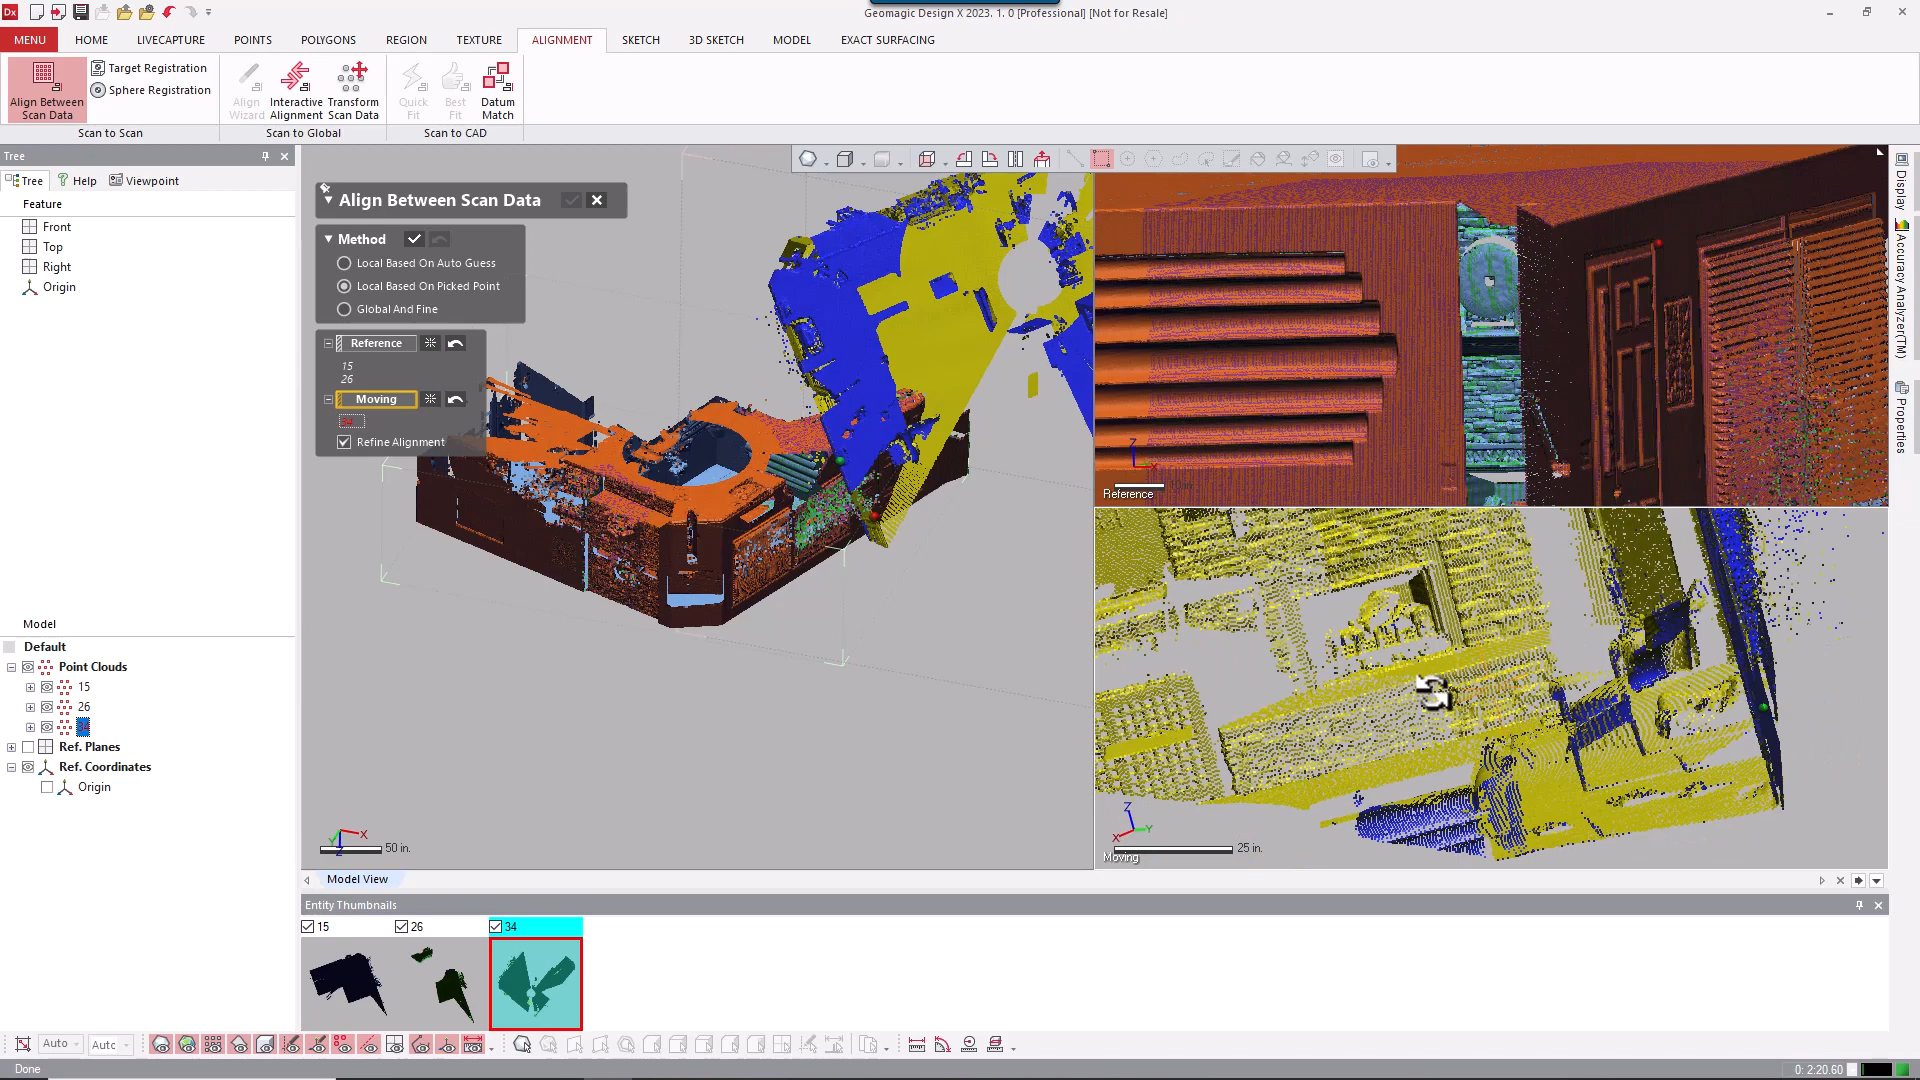 Dx
Geomagic Design X 2023. 1. 0 [Professional] [Not for Resale]
MENU HOME LIVECAPTURE POINTS POLYGONS REGION TEXTURE ALIGNMENT SKETCH 3D SKETCH MODEL EXACT SURFACING
Align Between
Scan Data
Target Registration
Sphere Registration
Align
Wizard
Interactive
Alignment
Transform
Scan Data
Quick
Fit
Best
Fit
Datum
Match
Scan to Scan
Scan to Global
Scan to CAD
Tree
Tree Help Viewpoint
Feature
Front
Top
Right
Origin
Model
Default
Point Clouds
15
26
Ref. Planes
Ref. Coordinates
Origin
Align Between Scan Data
Method
Local Based On Auto Guess
Local Based On Picked Point
Global And Fine
Reference
15
26
Moving
Refine Alignment
X
Y
Z
50 in.
Z
X
Reference
Z
Y
X
25 in.
Moving
Display
Accuracy Analyzer(TM)
Properties
Model View
Entity Thumbnails
15
26
34
Auto
Auto
Done
0: 2:20.60